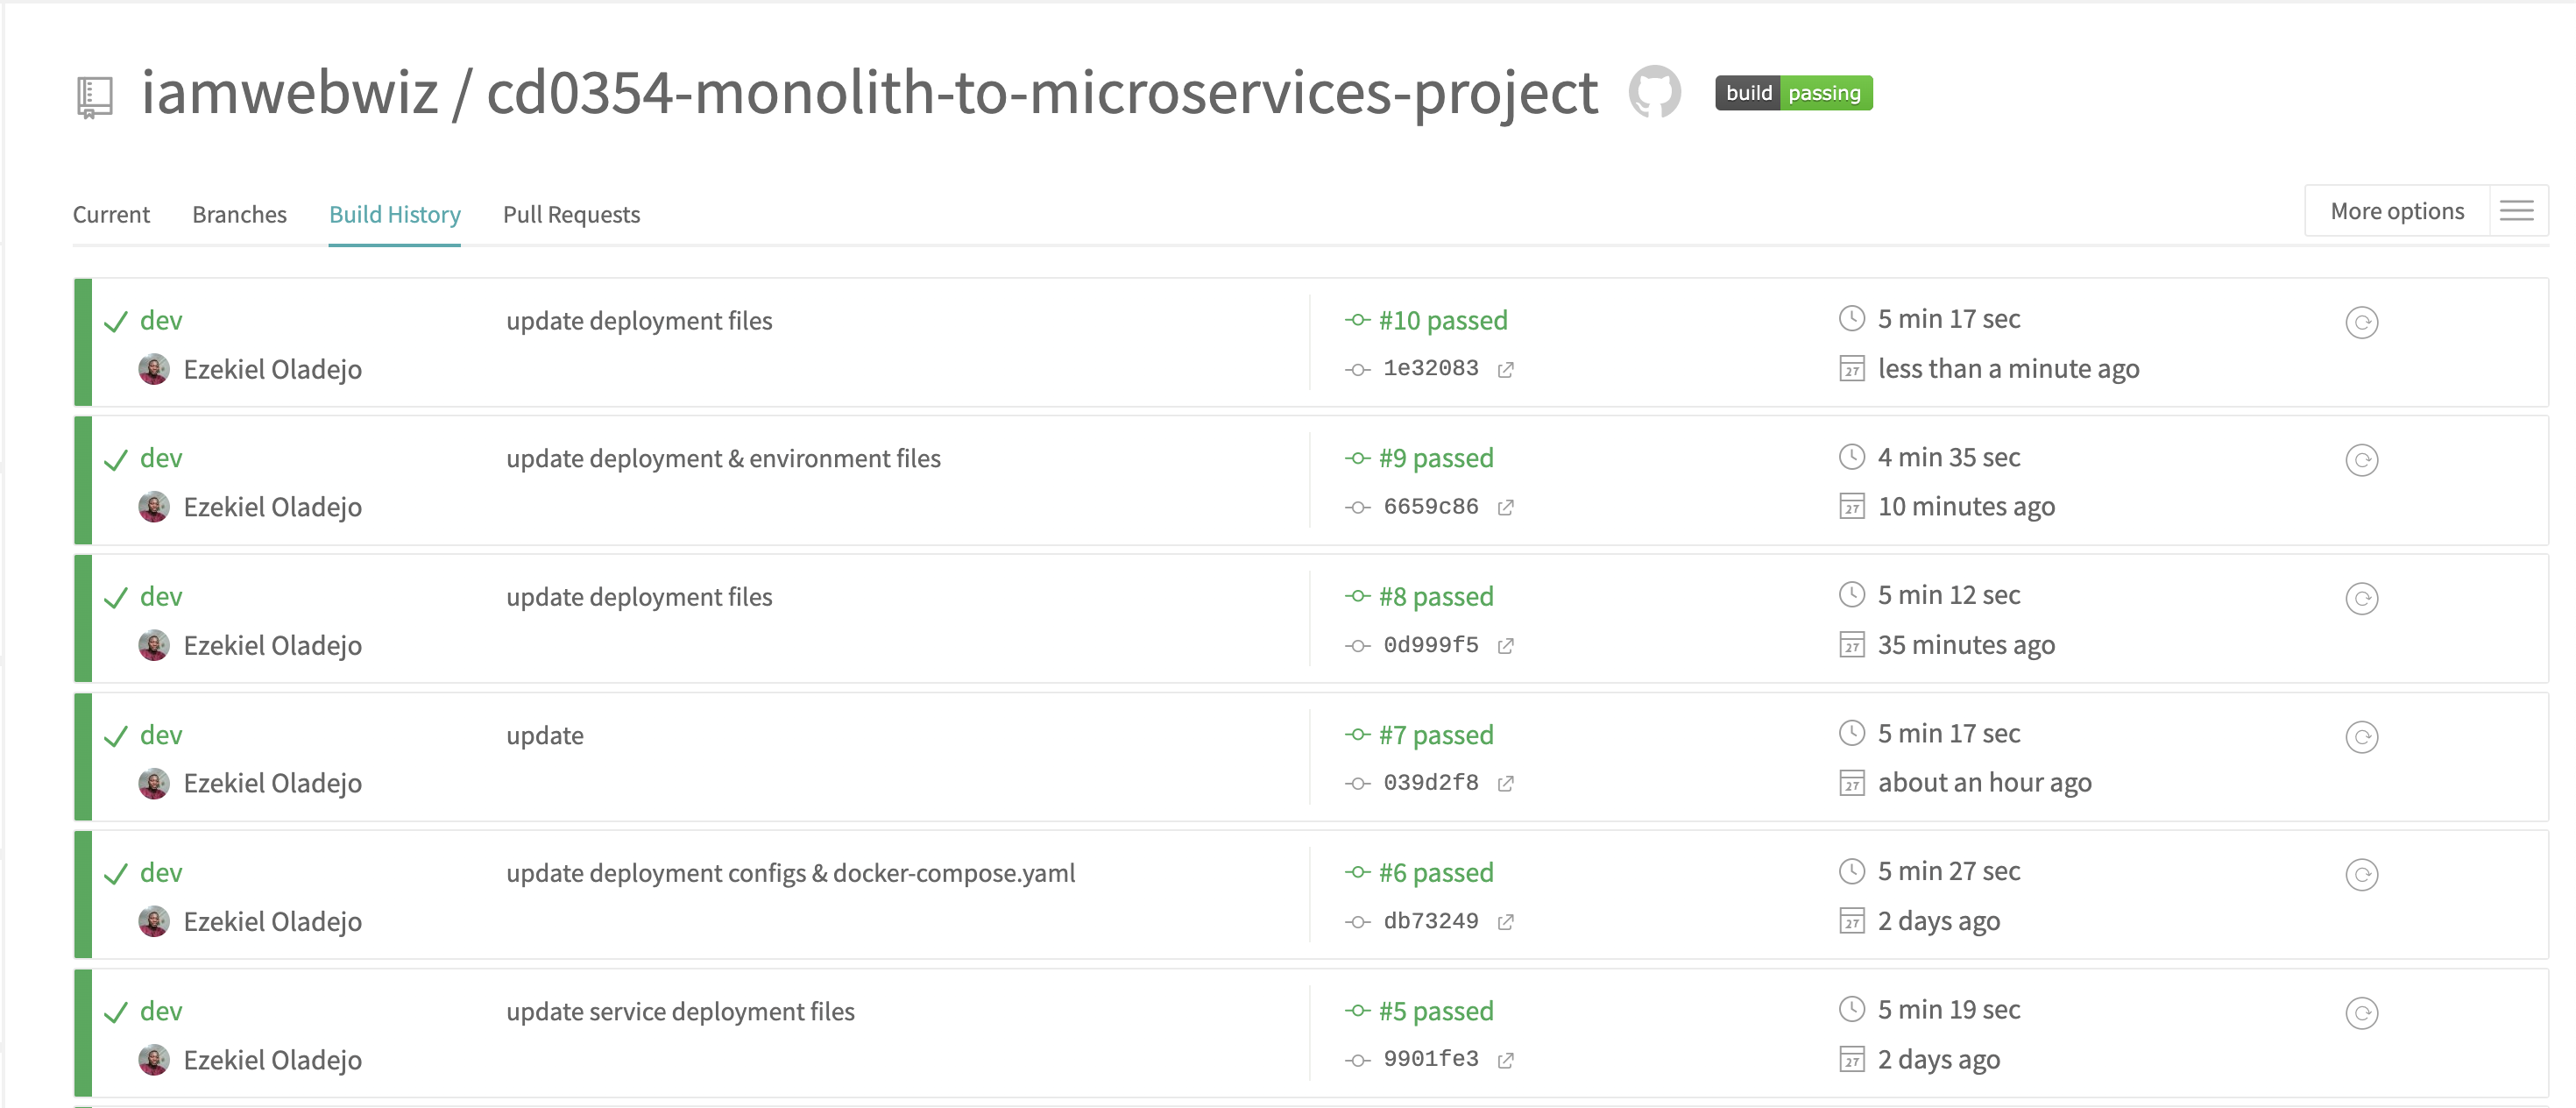 iamwebwiz / cd0354-monolith-to-microservices-project build passing
Current Branches Build History Pull Requests More options
dev update deployment files #10 passed 5 min 17 sec
Ezekiel Oladejo 1e32083 27 less than a minute ago
dev update deployment & environment files #9 passed 4 min 35 sec
Ezekiel Oladejo 6659c86 27 10 minutes ago
dev update deployment files #8 passed 5 min 12 sec
Ezekiel Oladejo 0d999f5 27 35 minutes ago
dev update #7 passed 5 min 17 sec
Ezekiel Oladejo 039d2f8 27 about an hour ago
dev update deployment configs & docker-compose.yaml #6 passed 5 min 27 sec
Ezekiel Oladejo db73249 27 2 days ago
dev update service deployment files #5 passed 5 min 19 sec
Ezekiel Oladejo 9901fe3 27 2 days ago